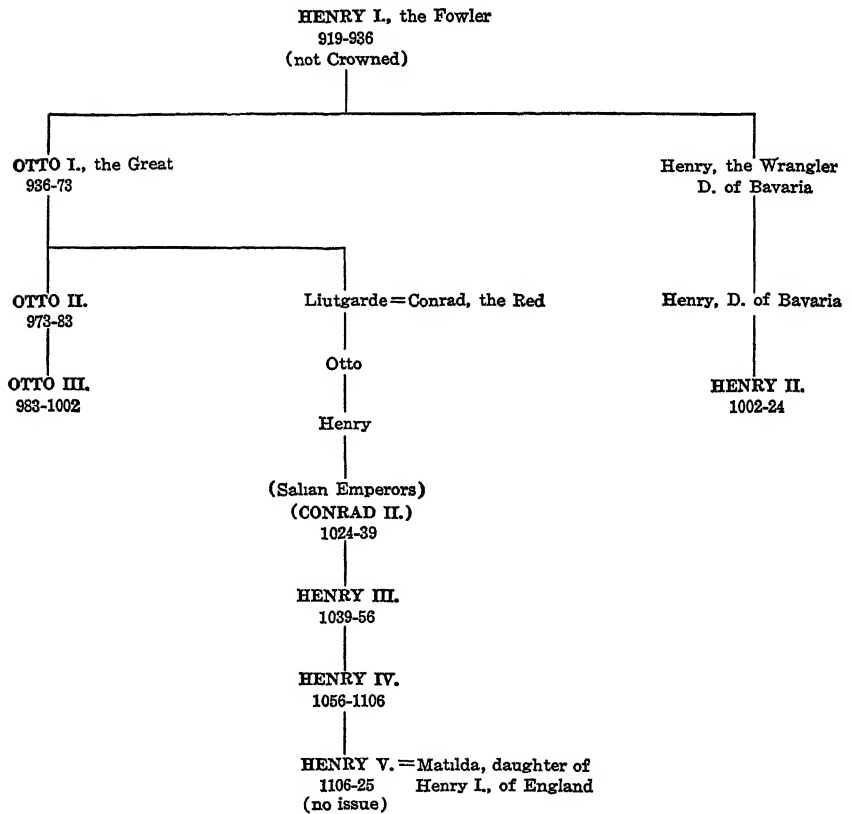 HENRY I., the Fowler
919-936
(not Crowned)
OTTO I., the Great
936-73
Henry, the Wrangler
D. of Bavaria
OTTO II.
973-83
Liutgarde=Conrad, the Red
Henry, D. of Bavaria
Otto
OTTO III.
983-1002
HENRY II.
1002-24
Henry
(Salian Emperors)
(CONRAD II.)
1024-39
HENRY III.
1039-56
HENRY IV.
1056-1106
HENRY V.=Matilda, daughter of
1106-25 Henry I., of England
(no issue)